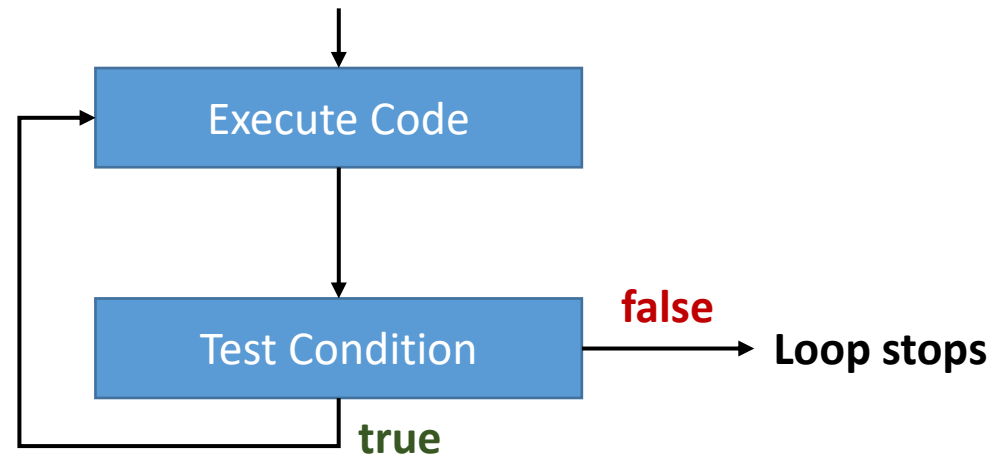 Execute Code
Test Condition
false
Loop stops
true